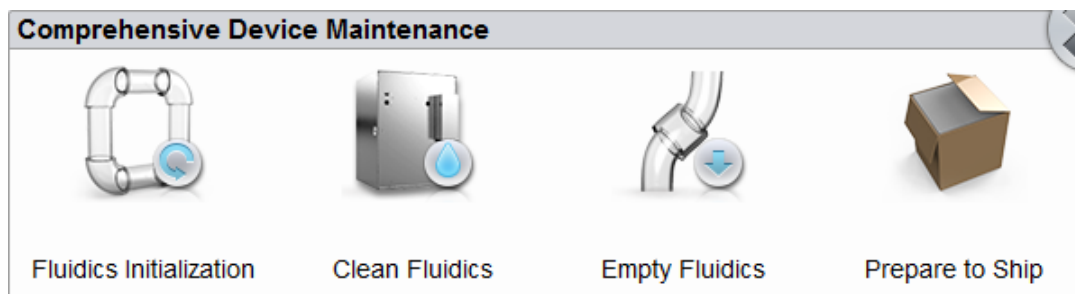 Comprehensive Device Maintenance
Fluidics Initialization
Clean Fluidics
Empty Fluidics
Prepare to Ship